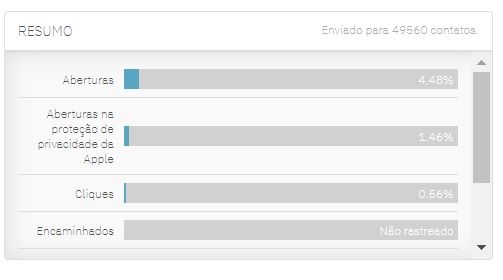 RESUMO
Enviado para 49560 contatos.
Aberturas
4.48%
Aberturas na
proteção de
privacidade da
Apple
1.46%
Cliques
0.56%
Encaminhados
Não rastreado